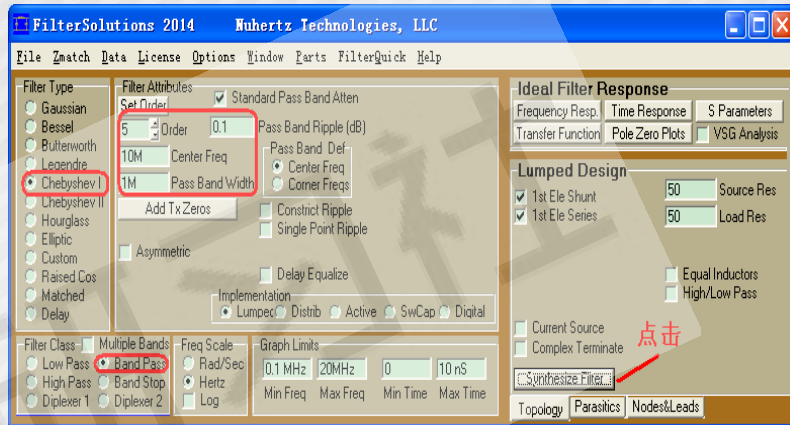 FilterSolutions 2014 Nuhertz Technologies, LLC
File Zmatch Data License Options Window Parts FilterQuick Help
Filter Type
Gaussian
Bessel
Butterworth
Legendre
Chebyshev I
Chebyshev II
Hourglass
Elliptic
Custom
Raised Cos
Matched
Delay
Filter Attributes
Set Order
Standard Pass Band Atten
5 Order 0.1 Pass Band Ripple (dB)
10M Center Freq
1M Pass Band Width
Pass Band Def
Center Freq
Corner Freqs
Add Tx Zeros
Constrict Ripple
Single Point Ripple
Asymmetric
Delay Equalize
Implementation
Lumped Distrib Active SwCap Digital
Filter Class Multiple Bands
Low Pass Band Pass
High Pass Band Stop
Diplexer 1 Diplexer 2
Freq Scale
Rad/Sec
Hertz
Log
Graph Limits
0.1 MHz 20MHz 0 10 nS
Min Freq Max Freq Min Time Max Time
Ideal Filter Response
Frequency Resp. Time Response S Parameters
Transfer Function Pole Zero Plots VSG Analysis
Lumped Design
1st Ele Shunt
1st Ele Series
50 Source Res
50 Load Res
Equal Inductors
High/Low Pass
Current Source
Complex Terminate
点击
Synthesize Filter
Topology Parasitics Nodes&Leads